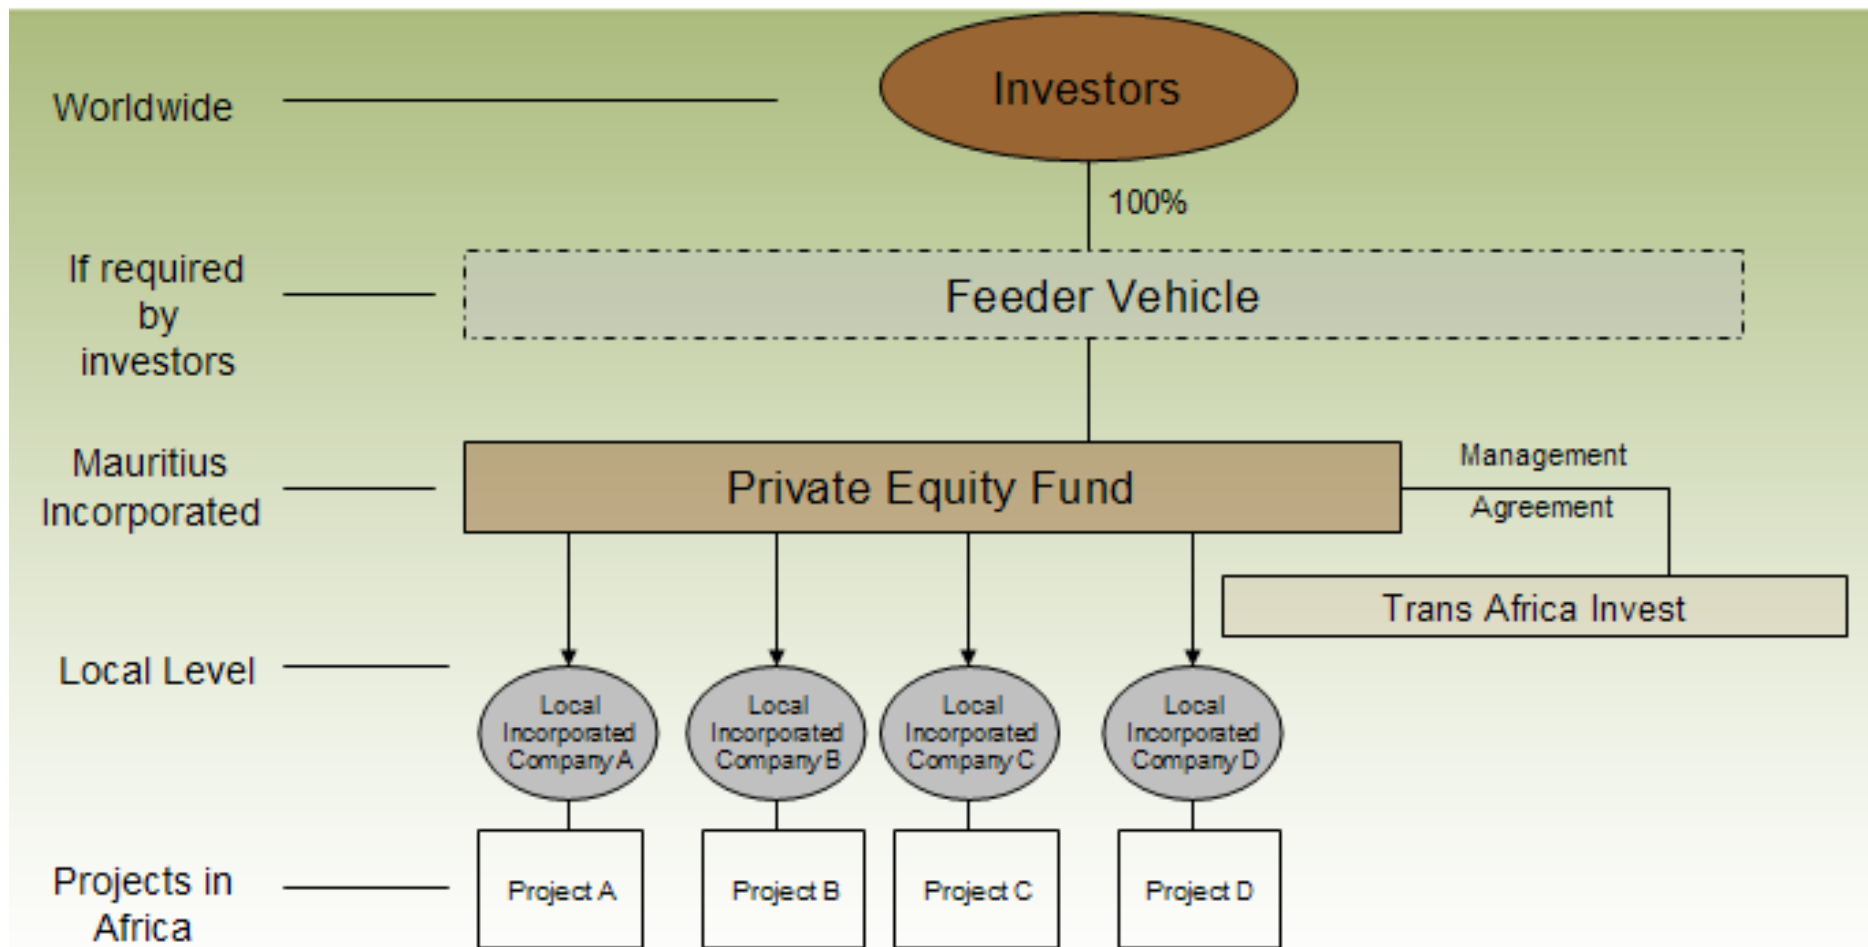 Worldwide
Investors
100%
If required
by
investors
Feeder Vehicle
Mauritius
Incorporated
Private Equity Fund
Management
Agreement
Trans Africa Invest
Local Level
Local
Incorporated
Company A
Local
Incorporated
Company B
Local
Incorporated
Company C
Local
Incorporated
Company D
Projects in
Africa
Project A
Project B
Project C
Project D